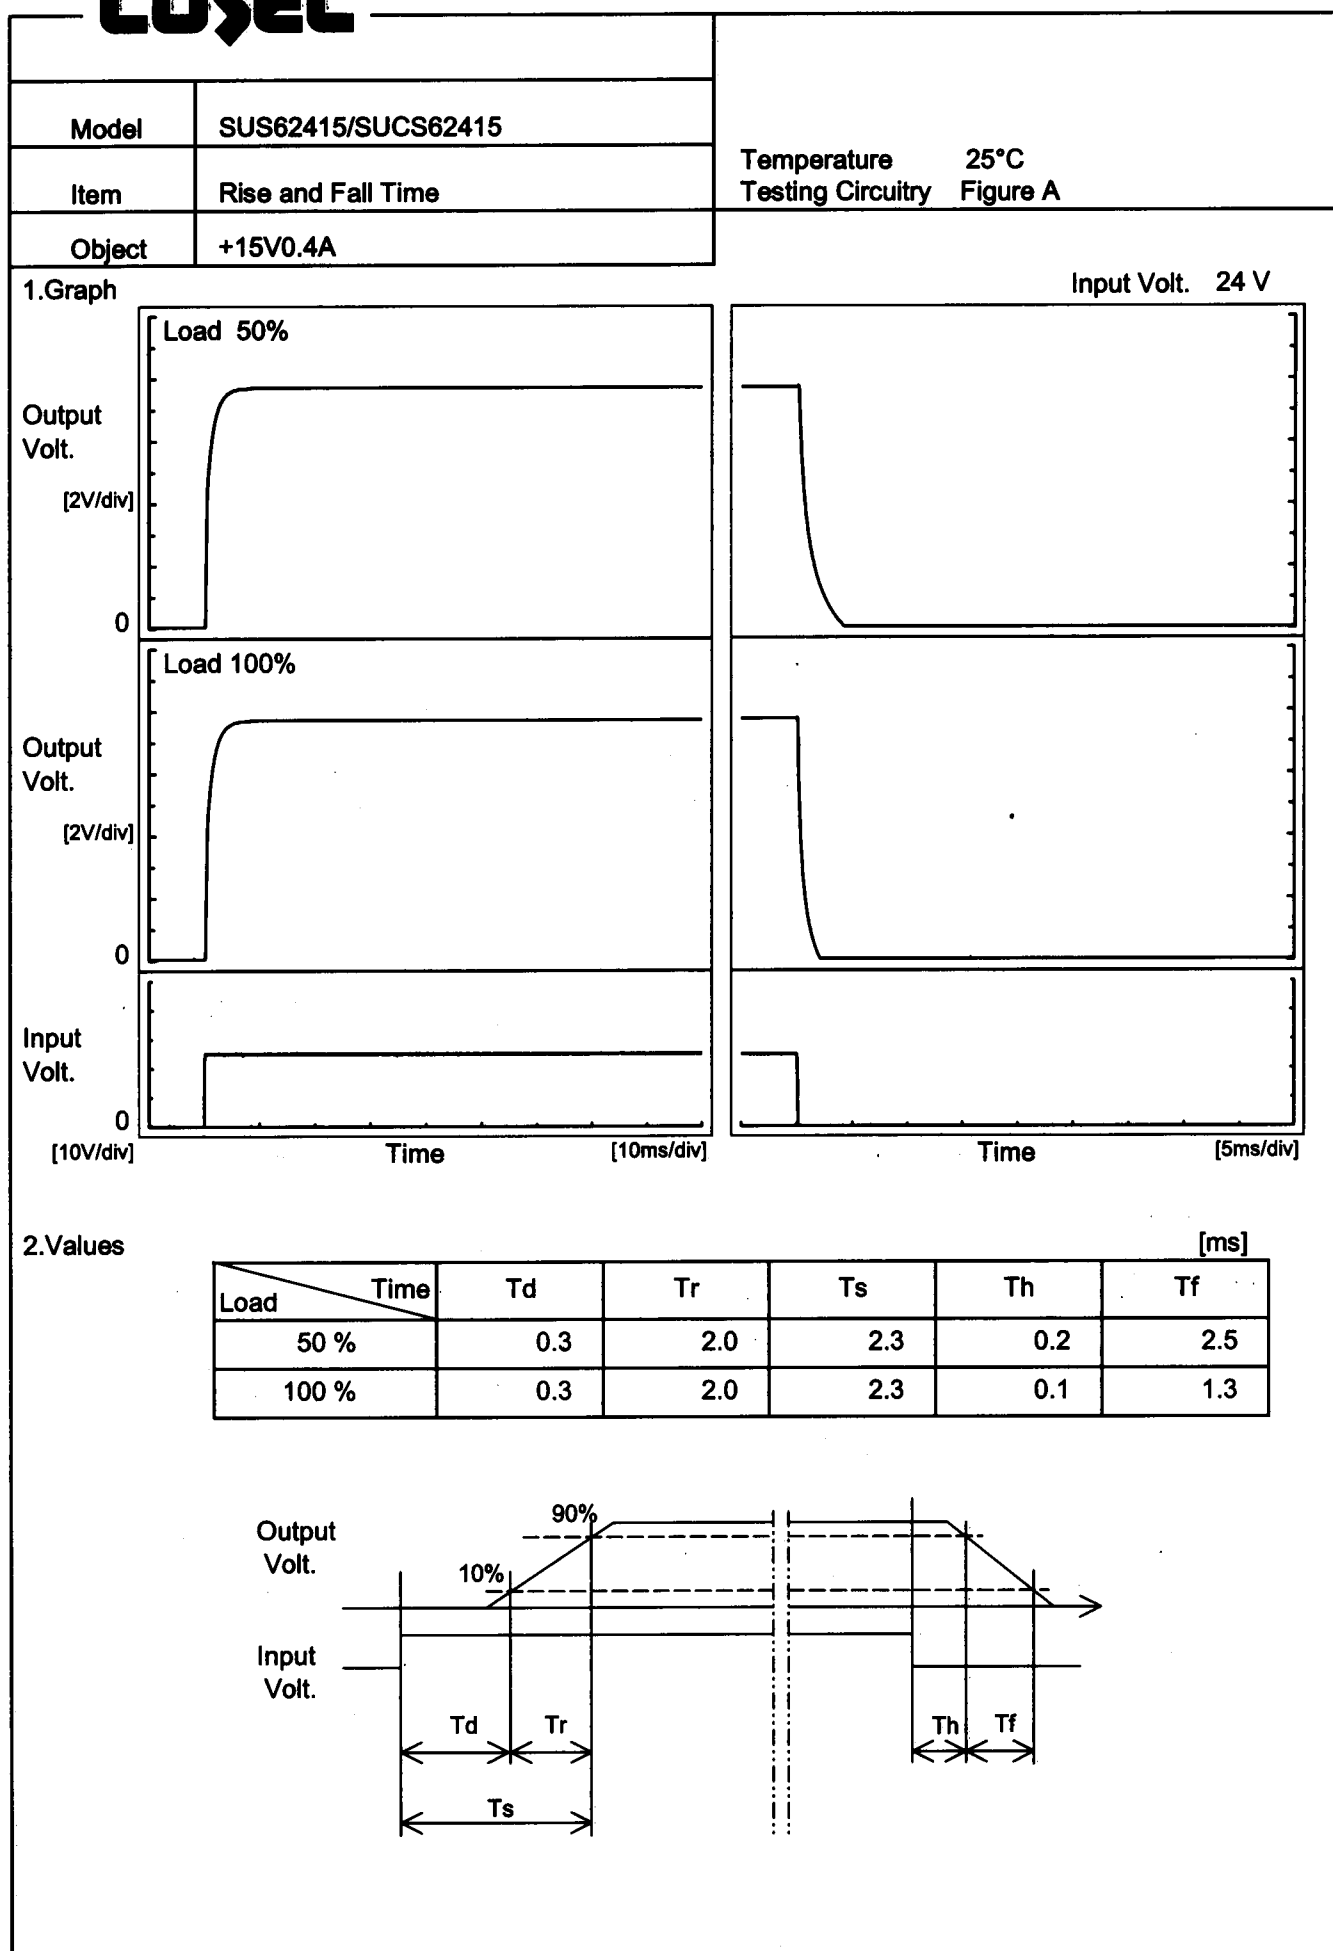 COSEL
Model SUS62415/SUCS62415
Item Rise and Fall Time
Object +15V0.4A
Temperature 25°C
Testing Circuitry Figure A
1.Graph
Input Volt. 24 V
Load 50%
Output
Volt.
[2V/div]
0
Load 100%
Output
Volt.
[2V/div]
0
Input
Volt.
0
[10V/div] Time [10ms/div] Time [5ms/div]
2.Values [ms]
Time Td Tr Ts Th Tf
Load
50 % 0.3 2.0 2.3 0.2 2.5
100 % 0.3 2.0 2.3 0.1 1.3
90%
Output
Volt.
10%
Input
Volt.
Td Tr Th Tf
Ts